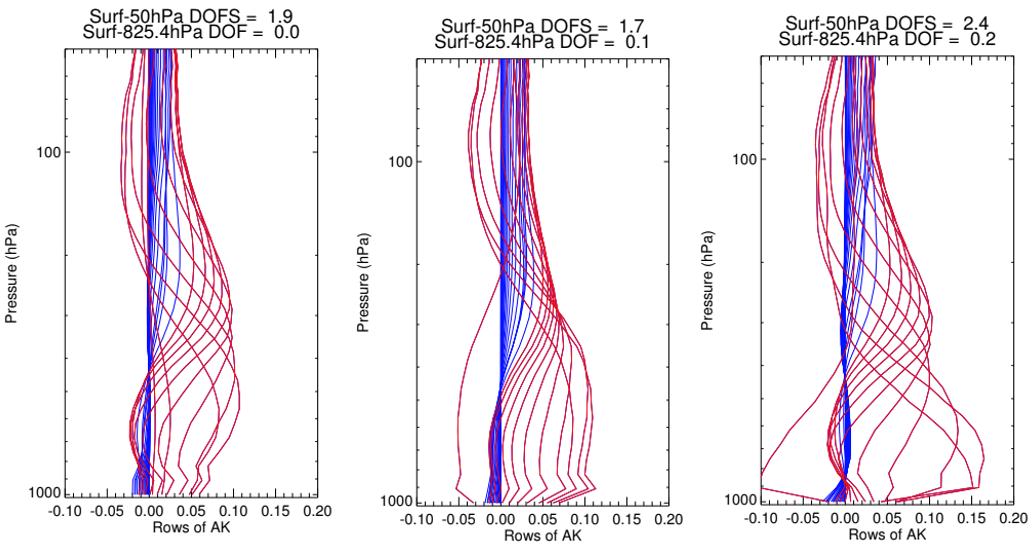 Surf-50hPa DOFS = 1.9
Surf-825.4hPa DOF = 0.0
Pressure (hPa)
100
1000
-0.10 -0.05 0.00 0.05 0.10 0.15 0.20
Rows of AK
Surf-50hPa DOFS = 1.7
Surf-825.4hPa DOF = 0.1
Pressure (hPa)
100
1000
-0.10 -0.05 0.00 0.05 0.10 0.15 0.20
Rows of AK
Surf-50hPa DOFS = 2.4
Surf-825.4hPa DOF = 0.2
Pressure (hPa)
100
1000
-0.10 -0.05 0.00 0.05 0.10 0.15 0.20
Rows of AK